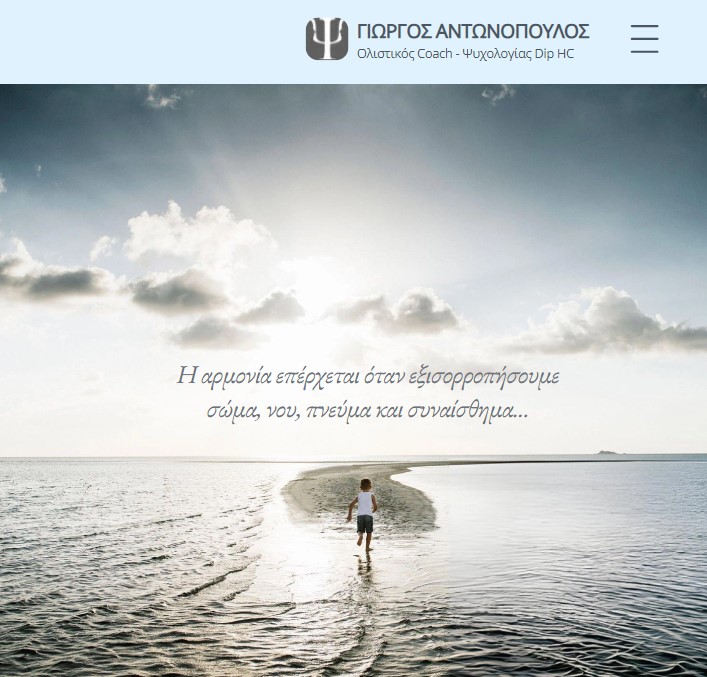 ΓΙΩΡΓΟΣ ΑΝΤΩΝΟΠΟΥΛΟΣ
Ολιστικός Coach - Ψυχολογίας Dip HC
Η αρμονία επέρχεται όταν εξισορροπήσουμε
σώμα, νου, πνεύμα και συναίσθημα...